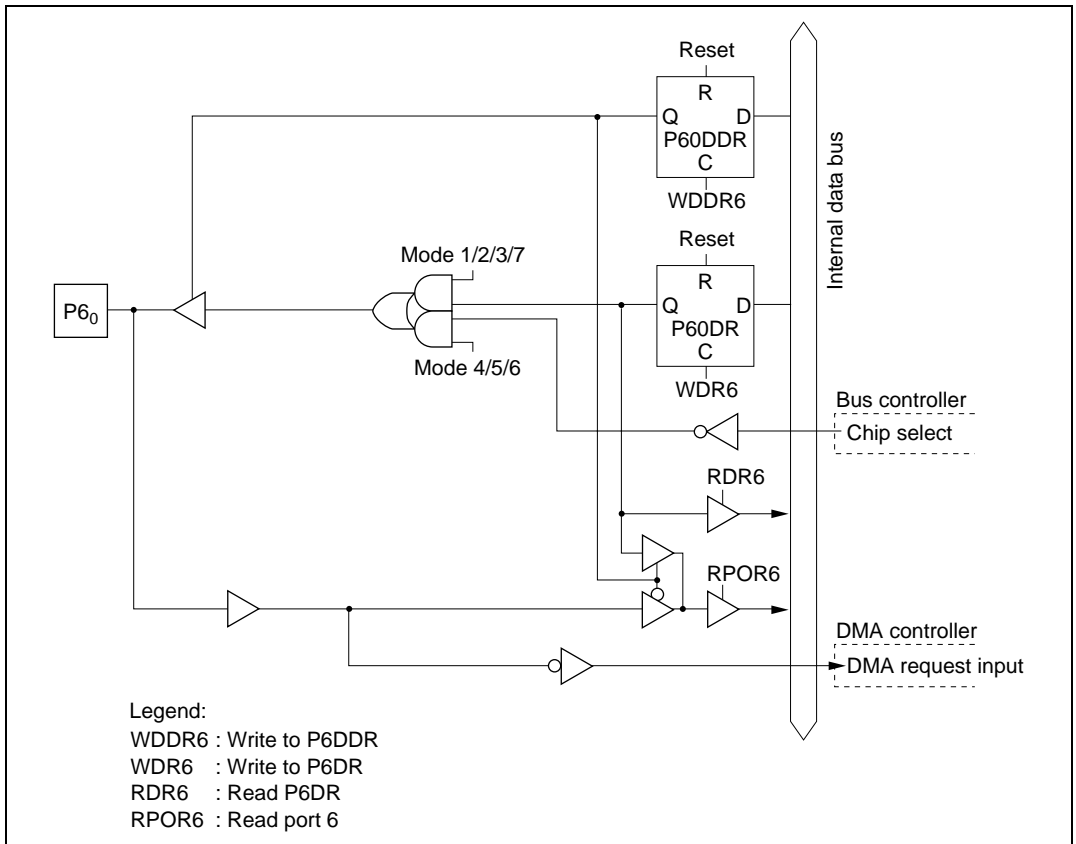 Reset
R
Q D
P60DDR
C
WDDR6
Internal data bus
Reset
Mode 1/2/3/7
R
P6₀
Q D
P60DR
C
Mode 4/5/6
WDR6
Bus controller
Chip select
RDR6
RPOR6
DMA controller
DMA request input
Legend:
WDDR6 : Write to P6DDR
WDR6 : Write to P6DR
RDR6 : Read P6DR
RPOR6 : Read port 6